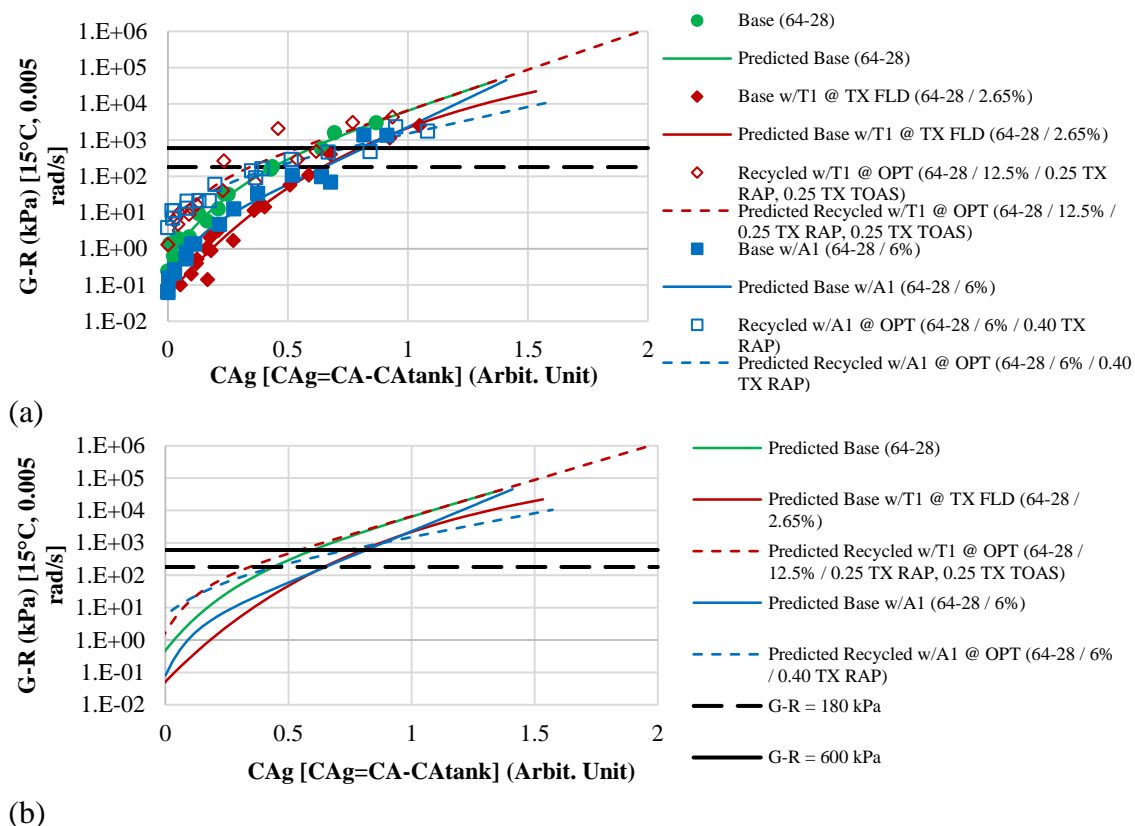 G-R (kPa) [15°C, 0.005
rad/s]
1.E+06
1.E+05
1.E+04
1.E+03
1.E+02
1.E+01
1.E+00
1.E-01
1.E-02
0
0.5
1
1.5
2
CAg [CAg=CA-CAtank] (Arbit. Unit)
Base (64-28)
Predicted Base (64-28)
Base w/T1 @ TX FLD (64-28 / 2.65%)
Predicted Base w/T1 @ TX FLD (64-28 / 2.65%)
Recycled w/T1 @ OPT (64-28 / 12.5% / 0.25 TX
RAP, 0.25 TX TOAS)
Predicted Recycled w/T1 @ OPT (64-28 / 12.5% /
0.25 TX RAP, 0.25 TX TOAS)
Base w/A1 (64-28 / 6%)
Predicted Base w/A1 (64-28 / 6%)
Recycled w/A1 @ OPT (64-28 / 6% / 0.40 TX
RAP)
Predicted Recycled w/A1 @ OPT (64-28 / 6% / 0.40
TX RAP)
(a)
G-R (kPa) [15°C, 0.005
rad/s]
1.E+06
1.E+05
1.E+04
1.E+03
1.E+02
1.E+01
1.E+00
1.E-01
1.E-02
0
0.5
1
1.5
2
CAg [CAg=CA-CAtank] (Arbit. Unit)
Predicted Base (64-28)
Predicted Base w/T1 @ TX FLD (64-28 /
2.65%)
Predicted Recycled w/T1 @ OPT (64-28 /
12.5% / 0.25 TX RAP, 0.25 TX TOAS)
Predicted Base w/A1 (64-28 / 6%)
Predicted Recycled w/A1 @ OPT (64-28 / 6%
/ 0.40 TX RAP)
G-R = 180 kPa
G-R = 600 kPa
(b)